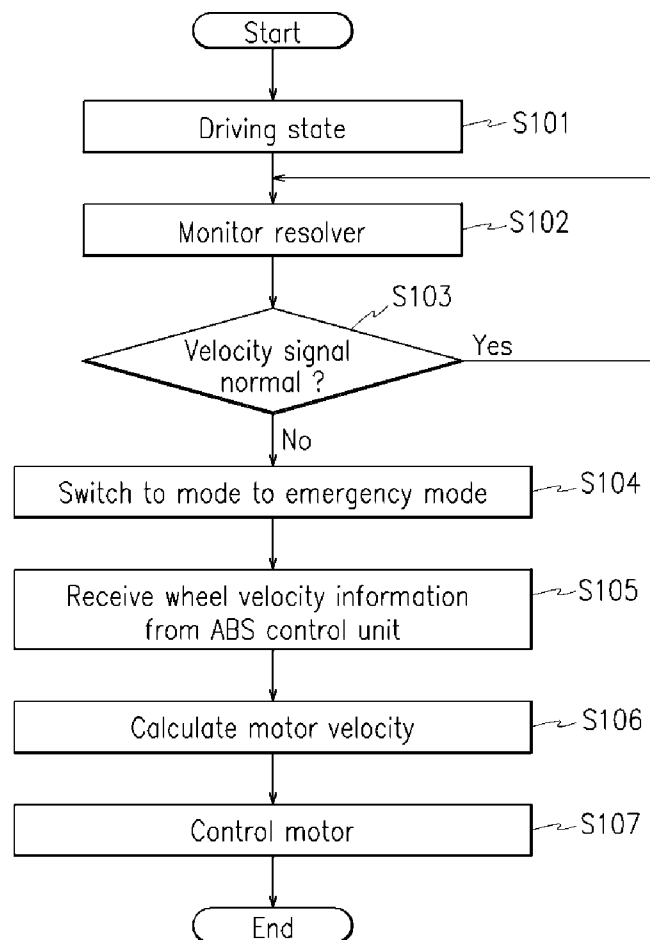 Start
Driving state
S101
Monitor resolver
S102
S103
Velocity signal
normal ?
Yes
No
Switch to mode to emergency mode
S104
Receive wheel velocity information
from ABS control unit
S105
Calculate motor velocity
S106
Control motor
S107
End